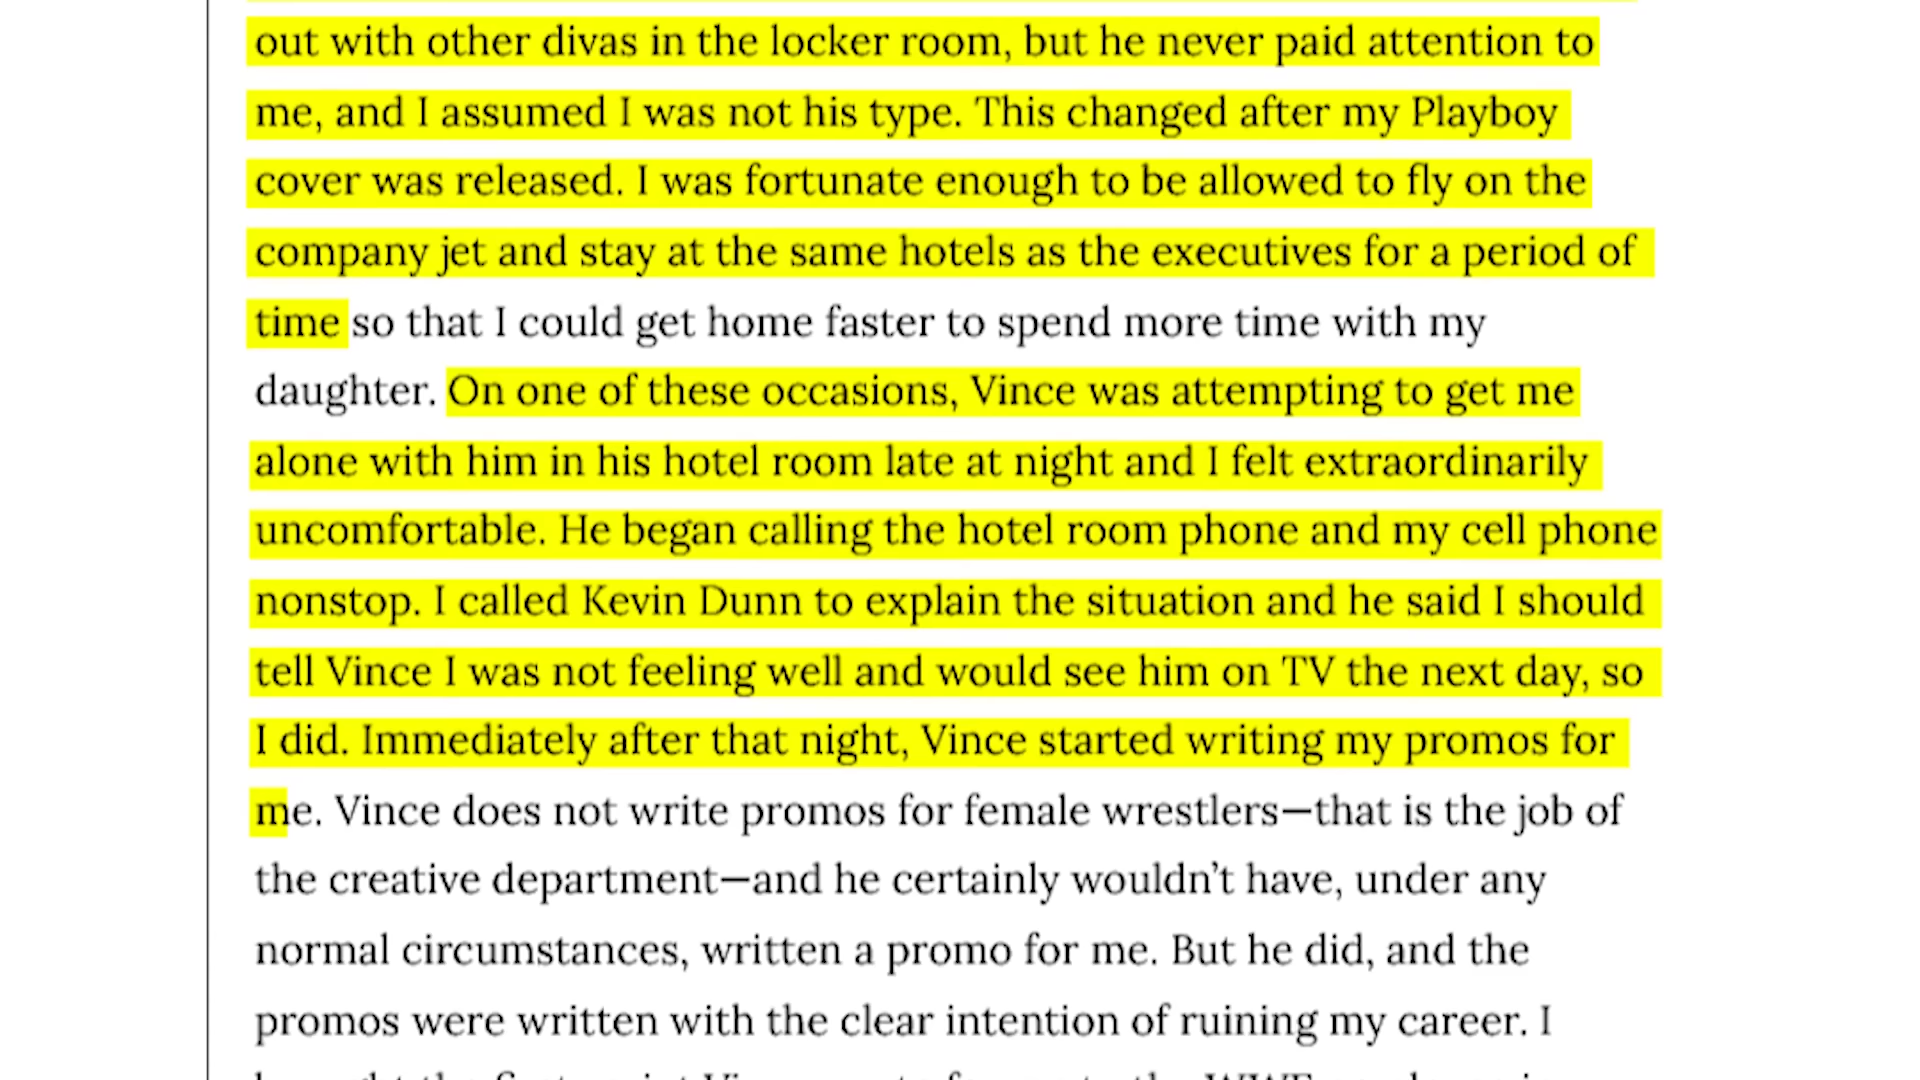 out with other divas in the locker room, but he never paid attention to
me, and I assumed I was not his type. This changed after my Playboy
cover was released. I was fortunate enough to be allowed to fly on the
company jet and stay at the same hotels as the executives for a period of
time so that I could get home faster to spend more time with my
daughter. On one of these occasions, Vince was attempting to get me
alone with him in his hotel room late at night and I felt extraordinarily
uncomfortable. He began calling the hotel room phone and my cell phone
nonstop. I called Kevin Dunn to explain the situation and he said I should
tell Vince I was not feeling well and would see him on TV the next day, so
I did. Immediately after that night, Vince started writing my promos for
me. Vince does not write promos for female wrestlers—that is the job of
the creative department—and he certainly wouldn’t have, under any
normal circumstances, written a promo for me. But he did, and the
promos were written with the clear intention of ruining my career. I